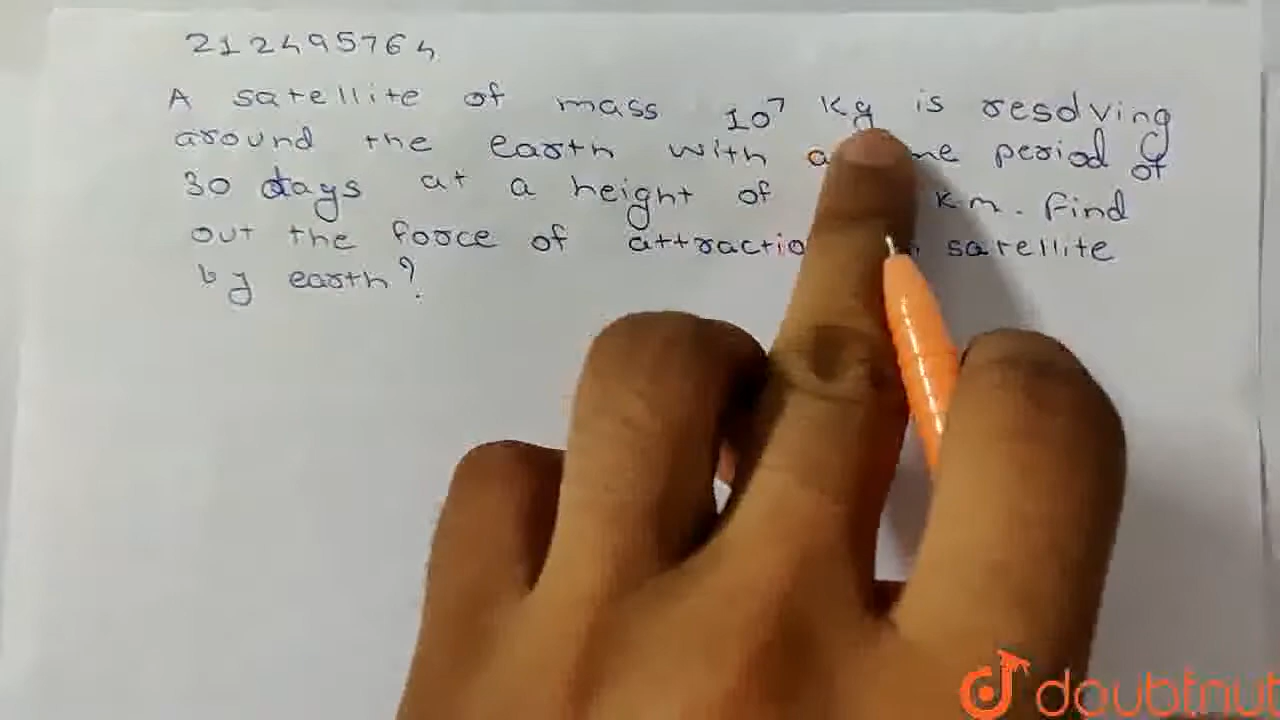 212495764
A satellite of mass 10⁷ Kg is resolving
around the earth with a me period of
30 days at a height of Km. Find
out the force of attractio satellite
by earth?
doubtnut